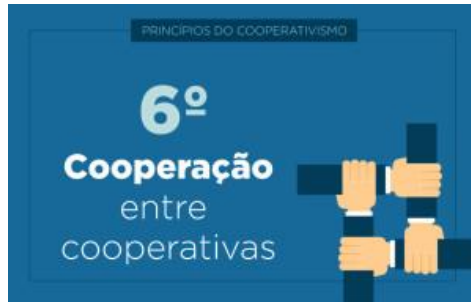 PRINCÍPIOS DO COOPERATIVISMO
6º
Cooperação
entre
cooperativas